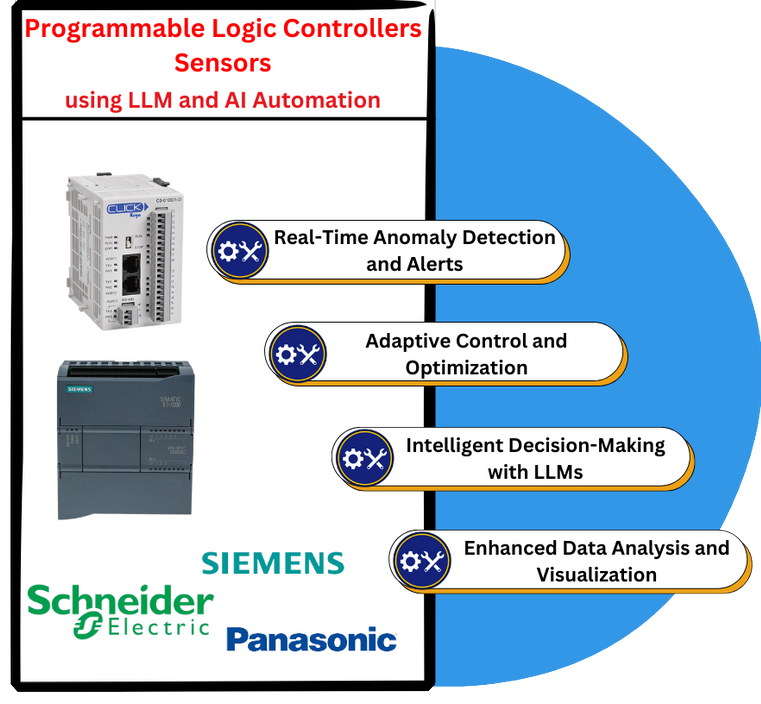 Programmable Logic Controllers
Sensors
using LLM and AI Automation
CLICK
C0-01DD1-D
Real-Time Anomaly Detection
and Alerts
SIEMENS
SIMATIC
S7-1200
Adaptive Control and
Optimization
Intelligent Decision-Making
with LLMs
Enhanced Data Analysis and
Visualization
SIEMENS
Schneider
Electric
Panasonic